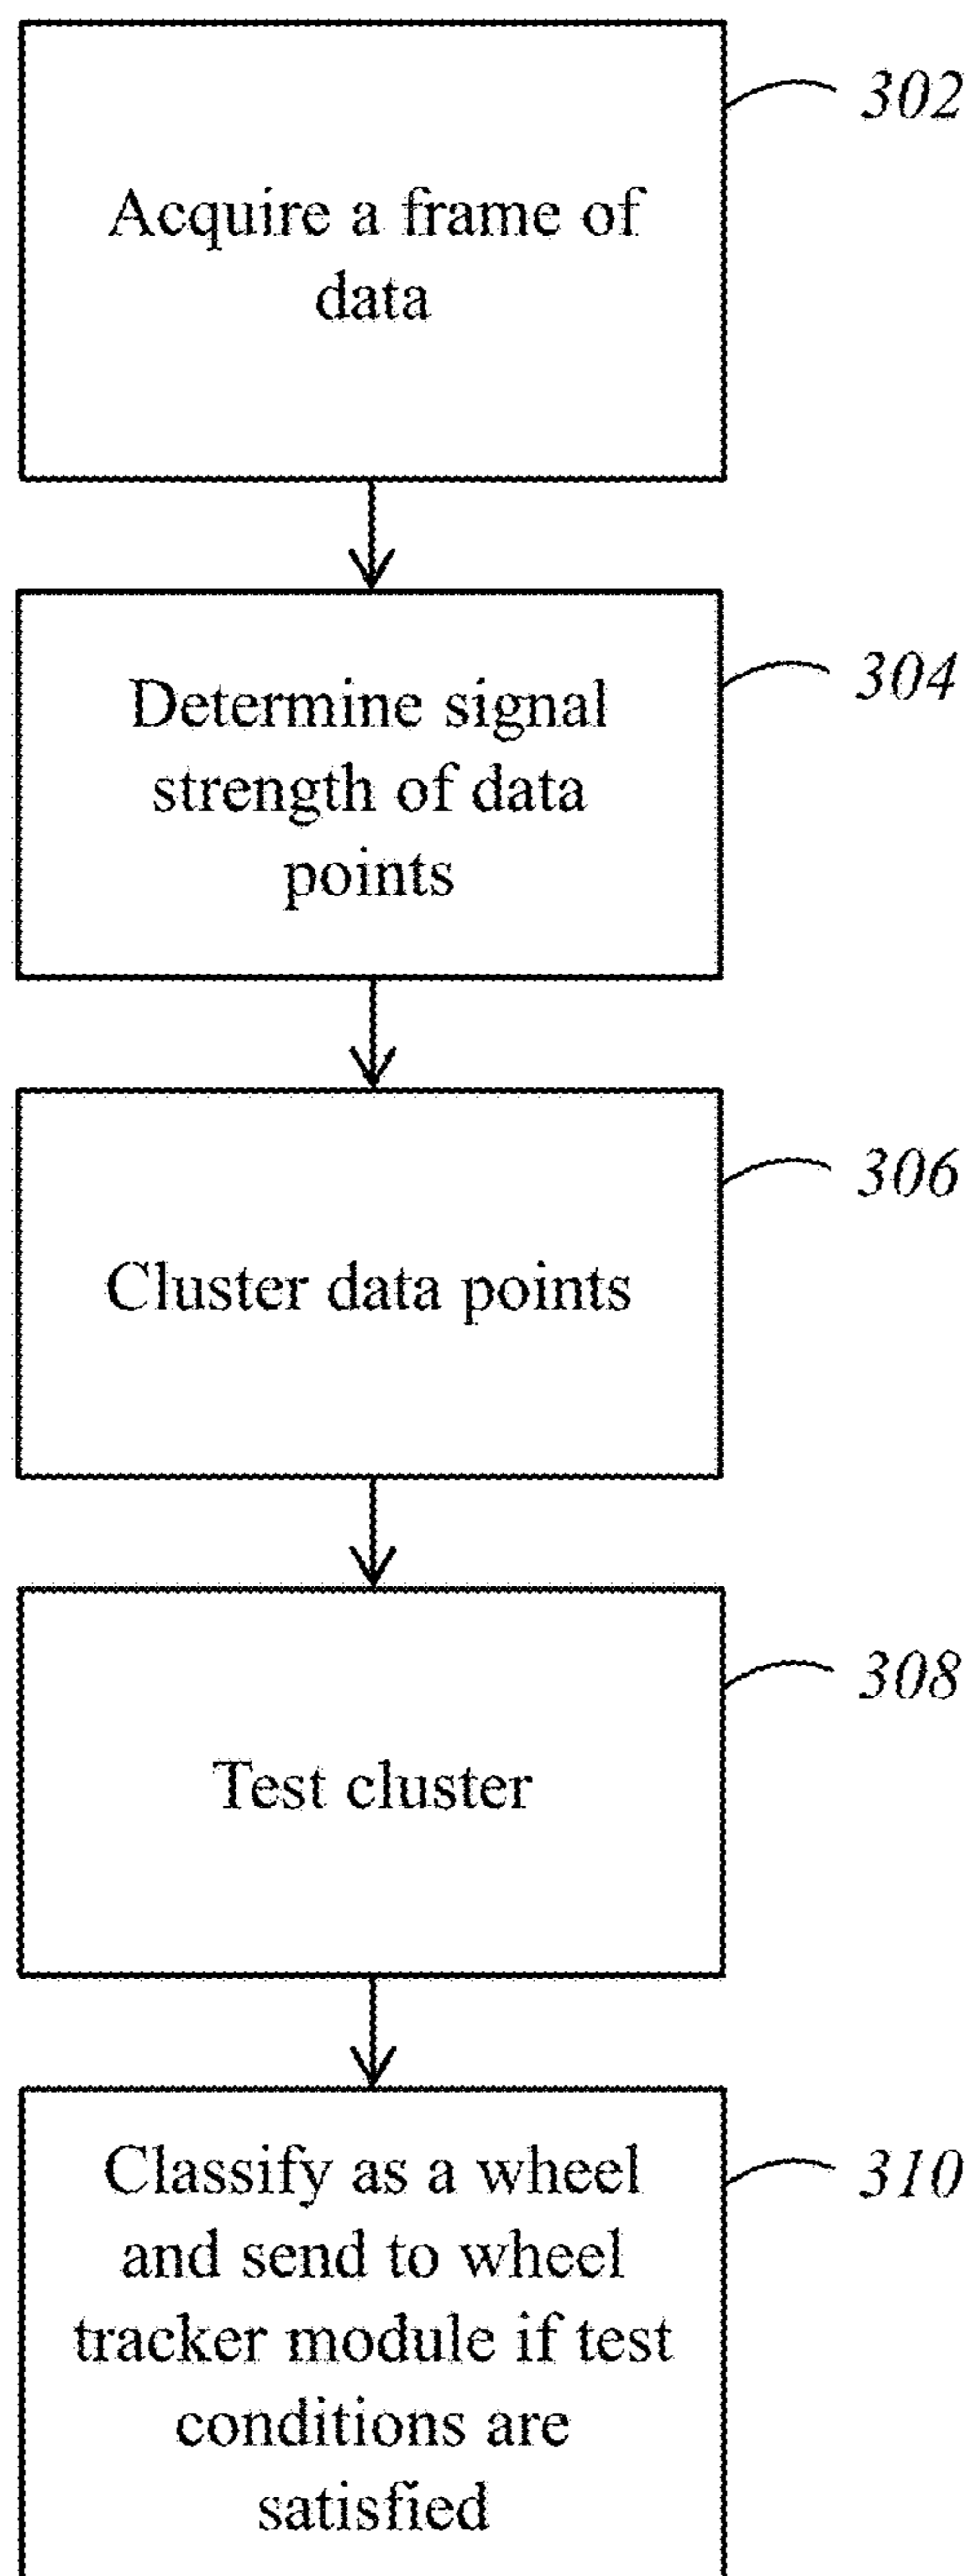 302
Acquire a frame of
data
304
Determine signal
strength of data
points
306
Cluster data points
308
Test cluster
310
Classify as a wheel
and send to wheel
tracker module if test
conditions are
satisfied